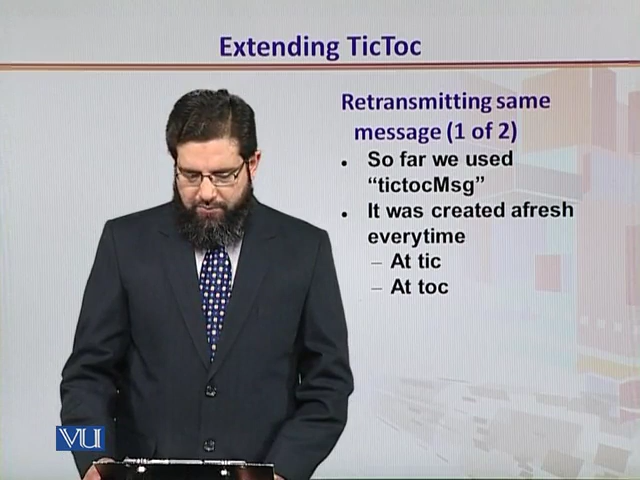 Extending TicToc
Retransmitting same
message (1 of 2)
• So far we used
“tictocMsg”
• It was created afresh
everytime
– At tic
– At toc
VU